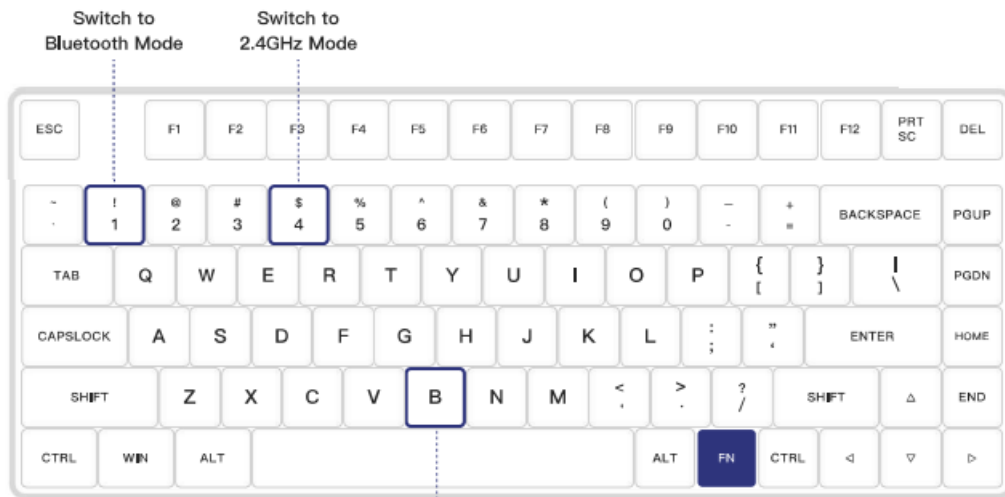 Switch to Switch to
Bluetooth Mode 2.4GHz Mode
ESC F1 F2 F3 F4 F5 F6 F7 F8 F9 F10 F11 F12 PRT SC DEL
~ ! @ # $ % ^ & * ( ) — +
· 1 2 3 4 5 6 7 8 9 0 - = BACKSPACE PGUP
TAB Q W E R T Y U I O P { [ } ] | \ PGDN
CAPSLOCK A S D F G H J K L : ; ” ‘ ENTER HOME
SHIFT Z X C V B N M < , > . ? / SHIFT △ END
CTRL WIN ALT ALT FN CTRL ◁ ▽ ▷